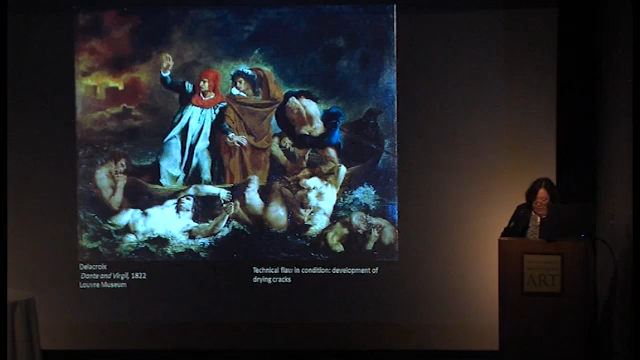 Delacroix
Dante and Virgil, 1822
Louvre Museum
Technical flaw in condition: development of
drying cracks
ART